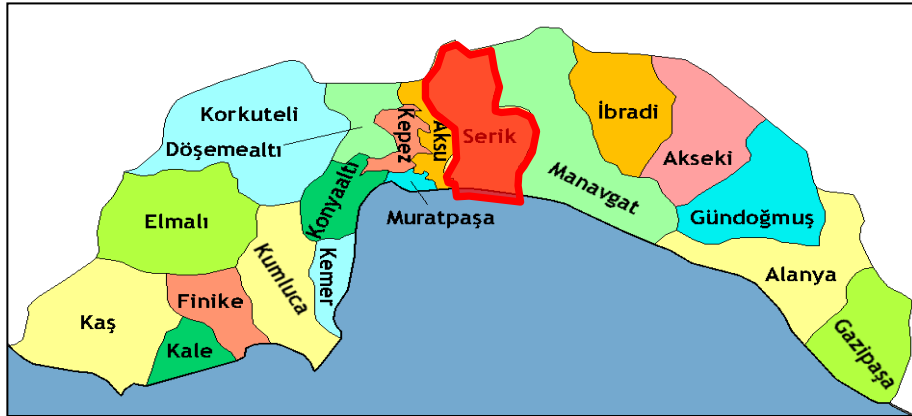 Korkuteli
Döşemealtı
Kepez
Aksu
Serik
İbradi
Akseki
Manavgat
Gündoğmuş
Elmalı
Konyaaltı
Muratpaşa
Kumluca
Kemer
Alanya
Kaş
Finike
Kale
Gazipaşa